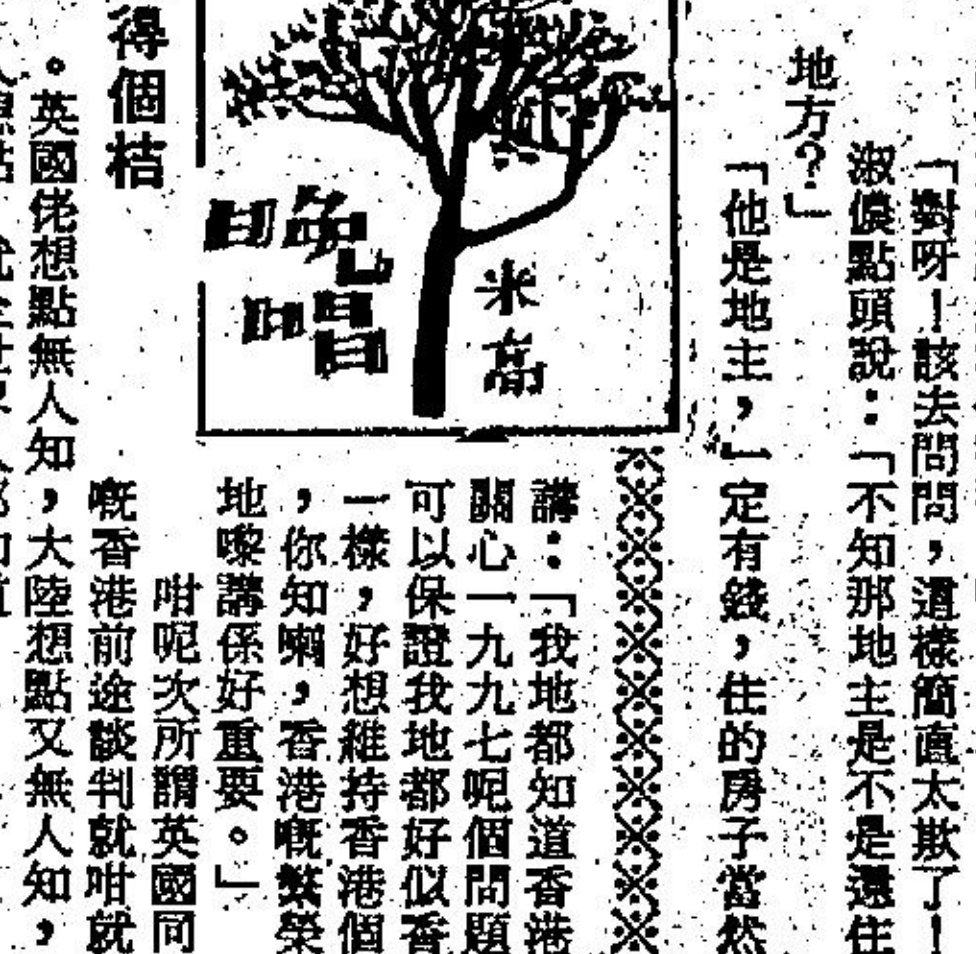 「對呀！該去問問，這樣簡直太欺了！
淑儂點頭說：「不知那地主是不是還住
地方？」
「他是地主，一定有錢，住的房子當然
米高
講：「我地都知道香港
關心一九九七呢個問題
可以保證我地都好似香
一樣，好想維持香港個
，你知喇，香港嘅繁榮
地嚟講係好重要。」
咁呢次所謂英國同
嘅香港前途談判就咁就
得個桔
。英國佬想點無人知，大陸想點又無人知，